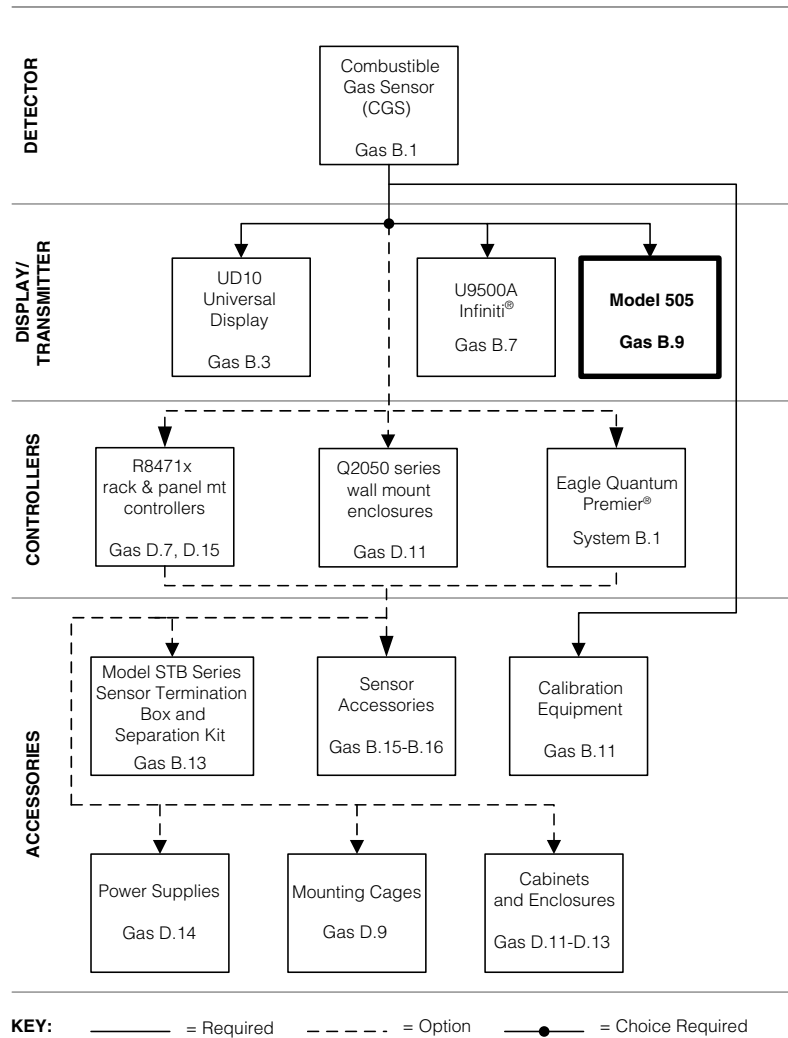 DETECTOR
Combustible
Gas Sensor
(CGS)
Gas B.1
DISPLAY/
TRANSMITTER
UD10
Universal
Display
Gas B.3
U9500A
Infiniti®
Gas B.7
Model 505
Gas B.9
CONTROLLERS
R8471x
rack & panel mt
controllers
Gas D.7, D.15
Q2050 series
wall mount
enclosures
Gas D.11
Eagle Quantum
Premier®
System B.1
ACCESSORIES
Model STB Series
Sensor Termination
Box and
Separation Kit
Gas B.13
Sensor
Accessories
Gas B.15-B.16
Calibration
Equipment
Gas B.11
Power Supplies
Gas D.14
Mounting Cages
Gas D.9
Cabinets
and Enclosures
Gas D.11-D.13
KEY: = Required = Option = Choice Required